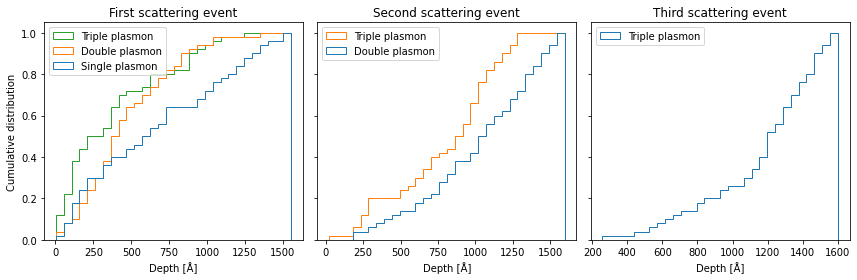 First scattering event
Second scattering event
Third scattering event
Triple plasmon
Double plasmon
Single plasmon
Triple plasmon
Double plasmon
Triple plasmon
Cumulative distribution
1.0
0.8
0.6
0.4
0.2
0.0
0 250 500 750 1000 1250 1500
0 500 1000 1500
200 400 600 800 1000 1200 1400 1600
Depth [Å]
Depth [Å]
Depth [Å]